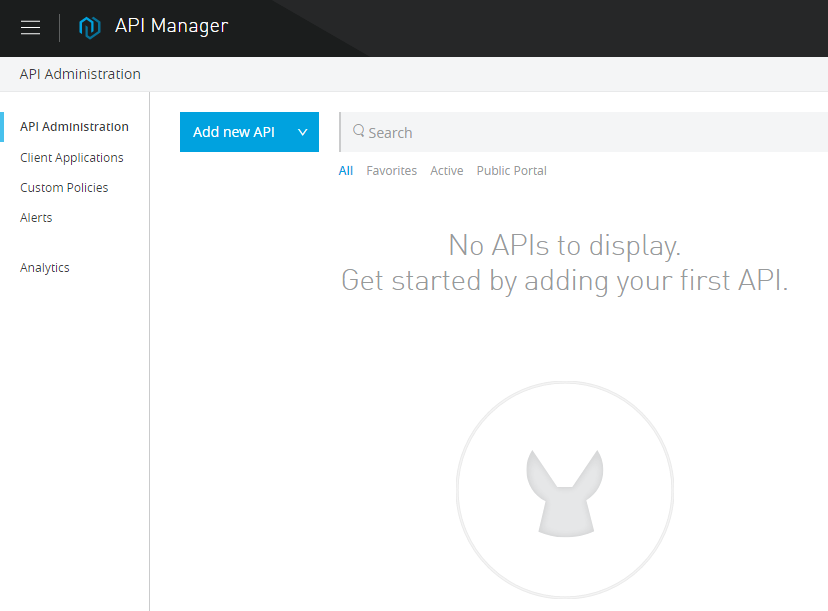 API Manager
API Administration
API Administration
Client Applications
Custom Policies
Alerts
Analytics
Add new API
Search
All Favorites Active Public Portal
No APIs to display.
Get started by adding your first API.